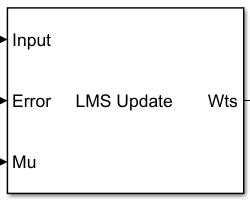 Input
Error LMS Update Wts
Mu